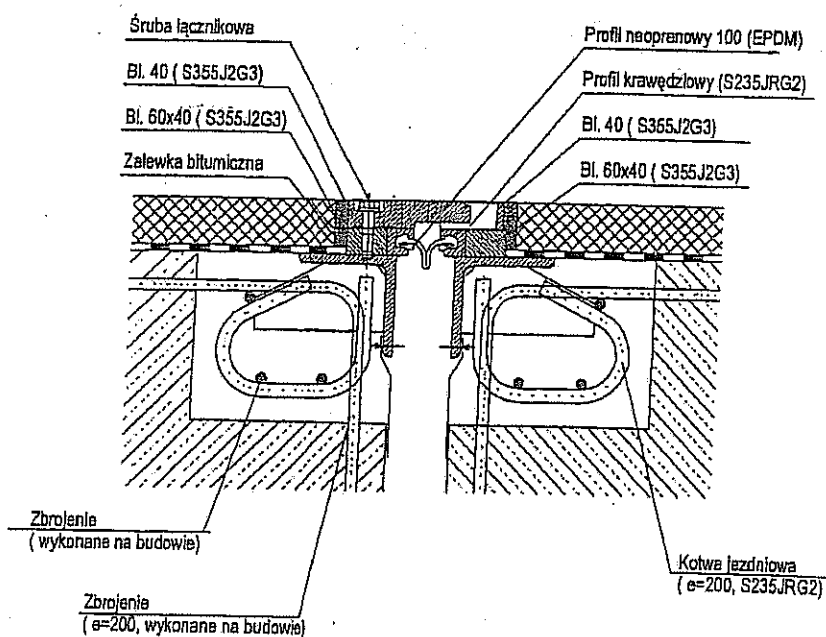 Śruba łącznikowa
Bl. 40 ( S355J2G3)
Bl. 60x40 ( S355J2G3)
Zalewka bitumiczna
Profil neoprenowy 100 (EPDM)
Profil krawędziowy (S235JRG2)
Bl. 40 (S355J2G3)
Bl. 60x40 ( S355J2G3)
Zbrojenie
( wykonane na budowie)
Zbrojenie
( e=200, wykonane na budowie)
Kotwa jezdniowa
( e=200, S235JRG2)